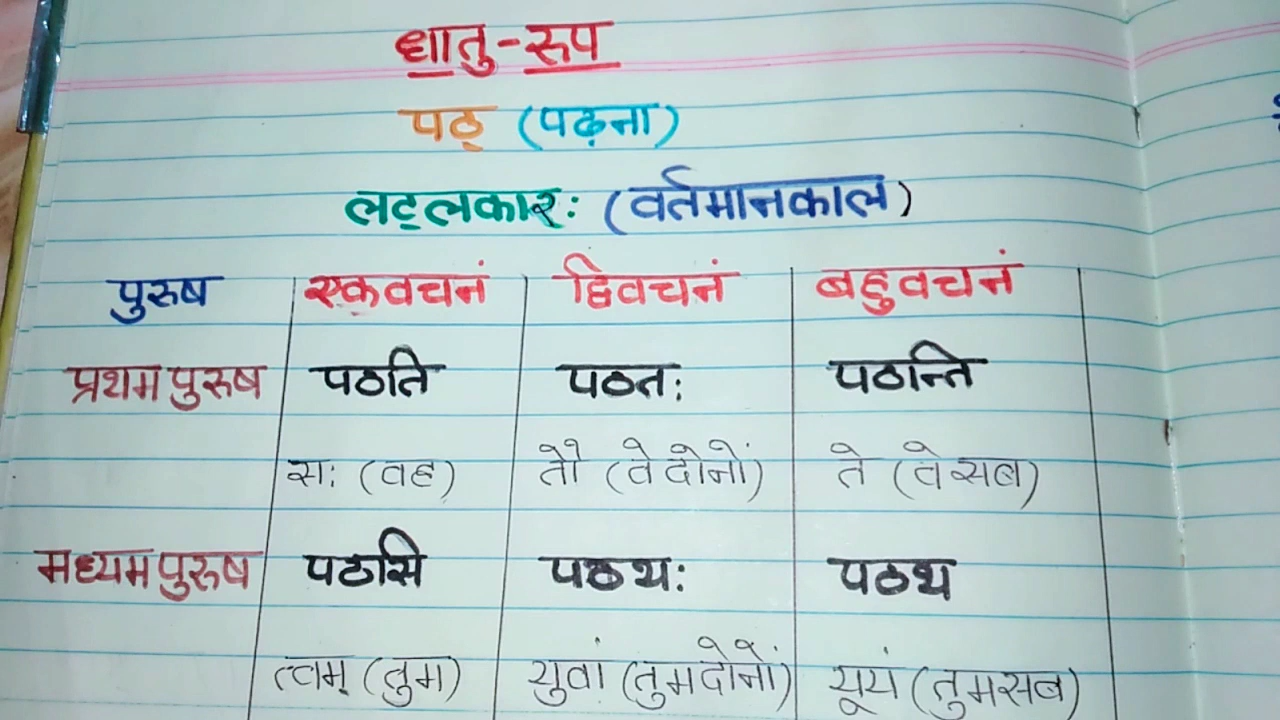 धातु-रुप
पठ् (पढ़ना)
लट्लकार: (वर्तमानकाल)
पुरुष एकवचनं द्विवचनं बहुवचनं
प्रथम पुरुष पठति पठत: पठन्ति
स: (वह) तौ (वे दोनों) ते (वे सब)
मध्यम पुरुष पठसि पठथ: पठथ
त्वम् (तुम) युवां (तुम दोनों) यूयं (तुम सब)